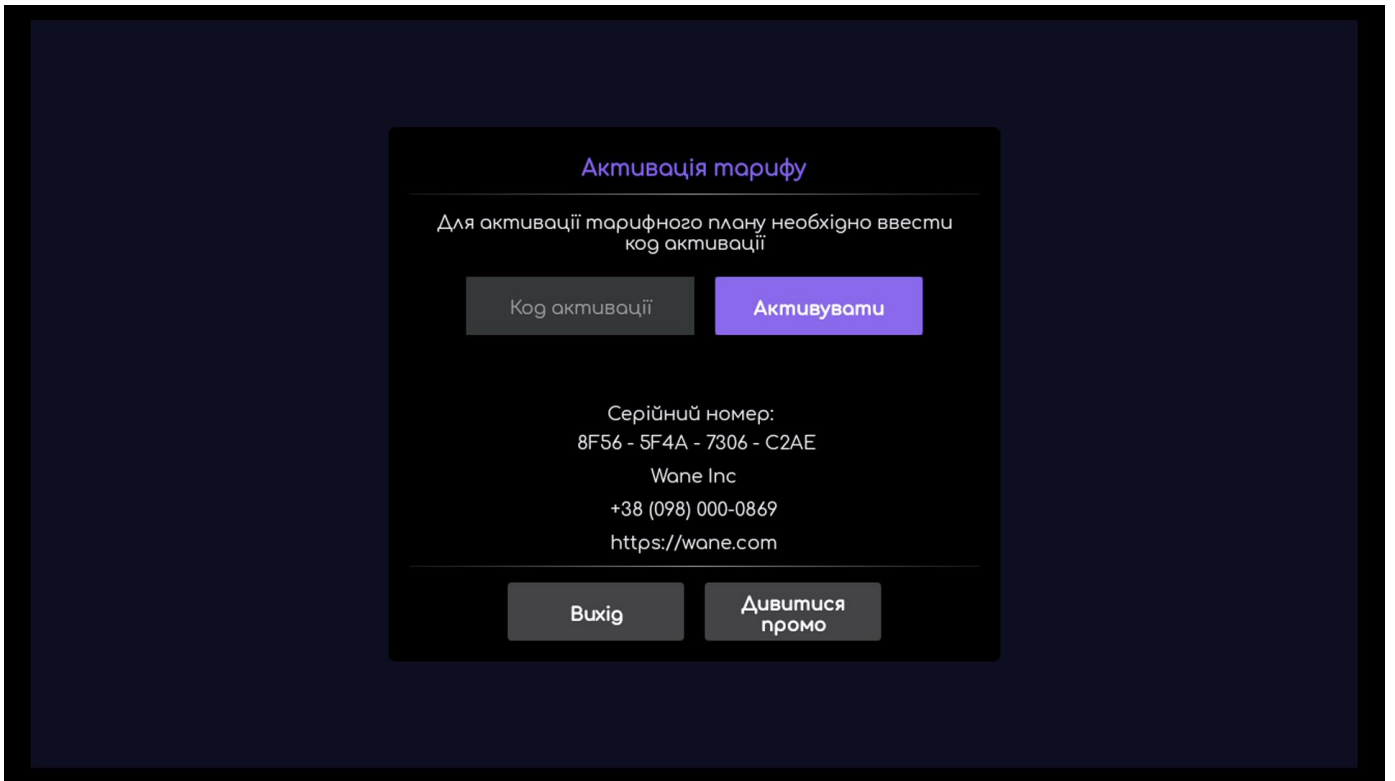 Активація тарифу
Для активації тарифного плану необхідно ввести
код активації
Код активації
Активувати
Серійний номер:
8F56 - 5F4A - 7306 - C2AE
Wane Inc
+38 (098) 000-0869
https://wane.com
Вихід
Дивитися
промо